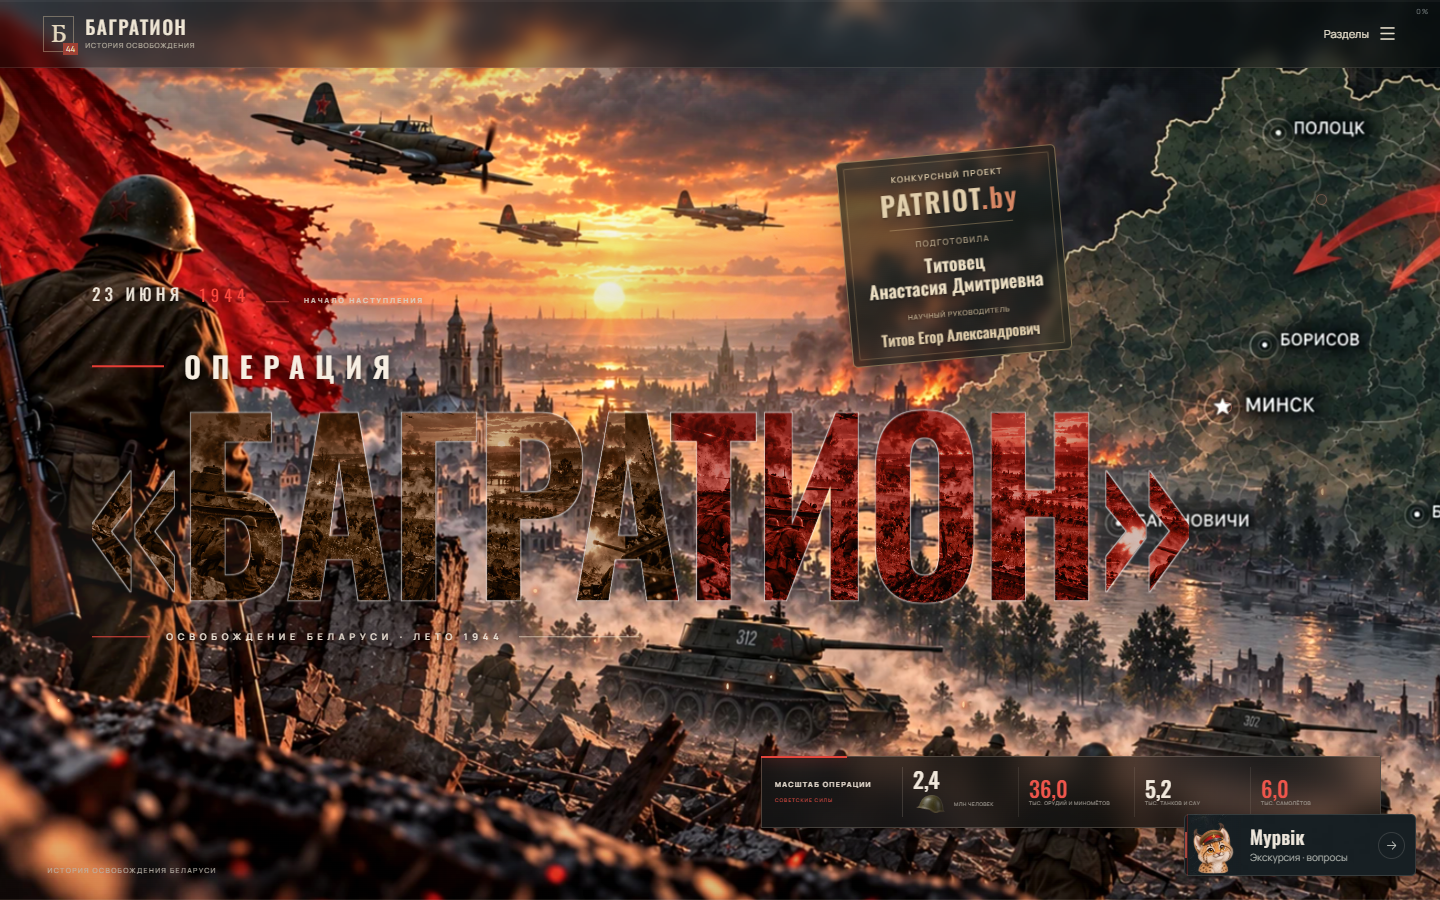 Б
44
БАГРАТИОН
ИСТОРИЯ ОСВОБОЖДЕНИЯ
Разделы
0%
ПОЛОЦК
КОНКУРСНЫЙ ПРОЕКТ
PATRIOT.by
ПОДГОТОВИЛА
Титовец
Анастасия Дмитриевна
НАУЧНЫЙ РУКОВОДИТЕЛЬ
Титов Егор Александрович
23 ИЮНЯ 1944
НАЧАЛО НАСТУПЛЕНИЯ
БОРИСОВ
ОПЕРАЦИЯ
МИНСК
«БАГРАТИОН»
ОСВОБОЖДЕНИЕ БЕЛАРУСИ · ЛЕТО 1944
312
302
МАСШТАБ ОПЕРАЦИИ
СОВЕТСКИЕ СИЛЫ
2,4
МЛН ЧЕЛОВЕК
36,0
ТЫС. ОРУДИЙ И МИНОМЁТОВ
5,2
ТЫС. ТАНКОВ И САУ
6,0
ТЫС. САМОЛЁТОВ
Мурвік
Экскурсия · вопросы
ИСТОРИЯ ОСВОБОЖДЕНИЯ БЕЛАРУСИ